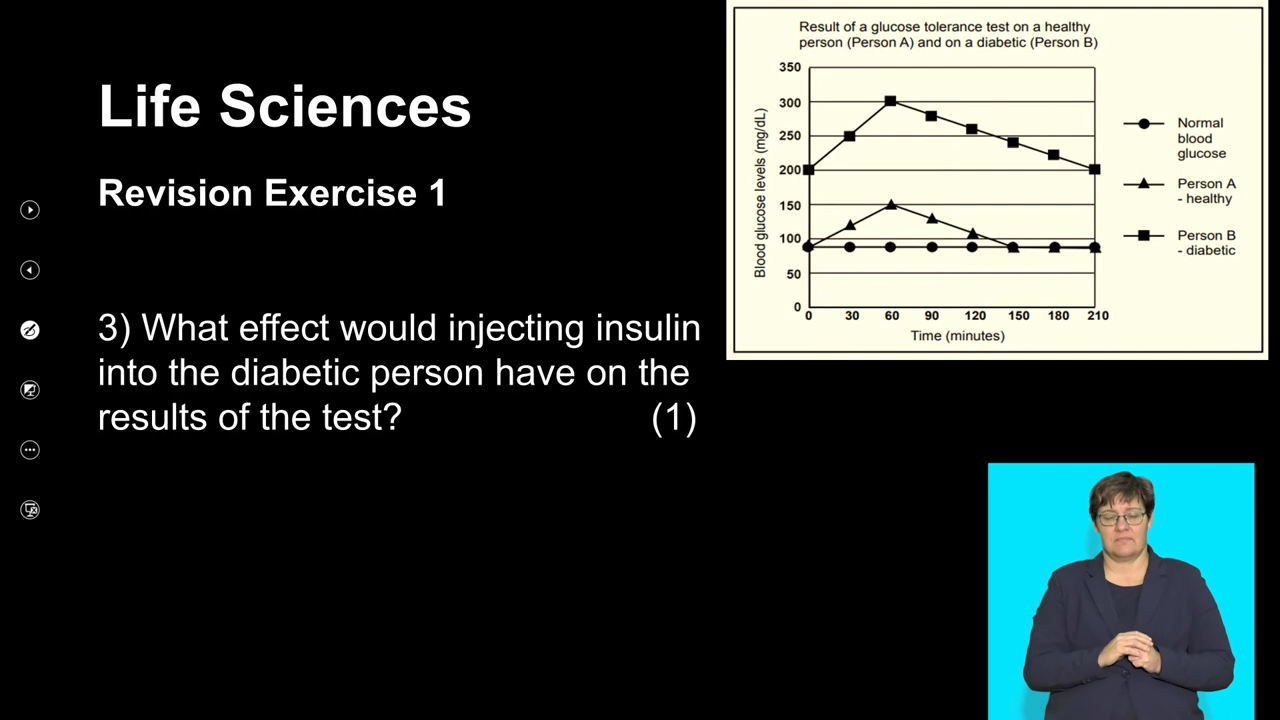 Life Sciences
Revision Exercise 1
3) What effect would injecting insulin
into the diabetic person have on the
results of the test? (1)
Result of a glucose tolerance test on a healthy
person (Person A) and on a diabetic (Person B)
Blood glucose levels (mg/dL)
350
300
250
200
150
100
50
0
0 30 60 90 120 150 180 210
Time (minutes)
Normal
blood
glucose
Person A
- healthy
Person B
- diabetic